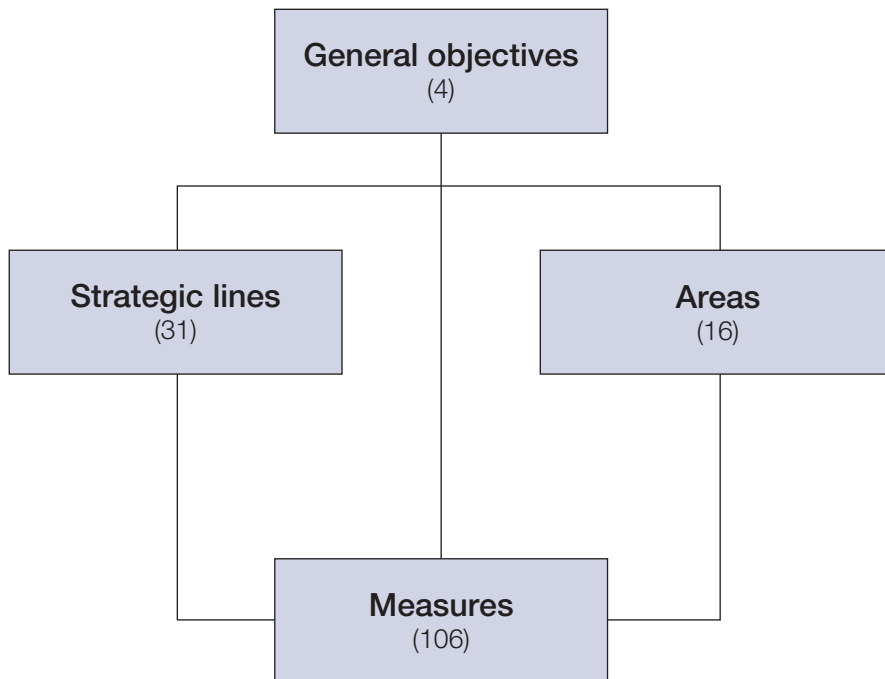 General objectives
(4)
Strategic lines
(31)
Areas
(16)
Measures
(106)